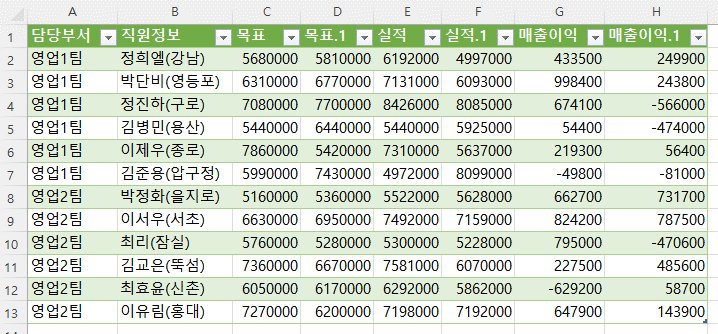 A B C D E F G H
1 담당부서 직원정보 목표 목표.1 실적 실적.1 매출이익 매출이익.1
2 영업1팀 정희엘(강남) 5680000 5810000 6192000 4997000 433500 249900
3 영업1팀 박단비(영등포) 6310000 6770000 7131000 6093000 998400 243800
4 영업1팀 정진하(구로) 7080000 7700000 8426000 8085000 674100 -566000
5 영업1팀 김병민(용산) 5440000 6440000 5440000 5925000 54400 -474000
6 영업1팀 이제우(종로) 7860000 5420000 7310000 5637000 219300 56400
7 영업1팀 김준용(압구정) 5990000 7430000 4972000 8099000 -49800 -81000
8 영업2팀 박정화(을지로) 5160000 5360000 5522000 5628000 662700 731700
9 영업2팀 이서우(서초) 6630000 6950000 7492000 7159000 824200 787500
10 영업2팀 최리(잠실) 5760000 5280000 5300000 5228000 795000 -470600
11 영업2팀 김교은(뚝섬) 7360000 6670000 7581000 6070000 227500 485600
12 영업2팀 최효윤(신촌) 6050000 6170000 6292000 5862000 -629200 58700
13 영업2팀 이유림(홍대) 7270000 6200000 7198000 7192000 647900 143900